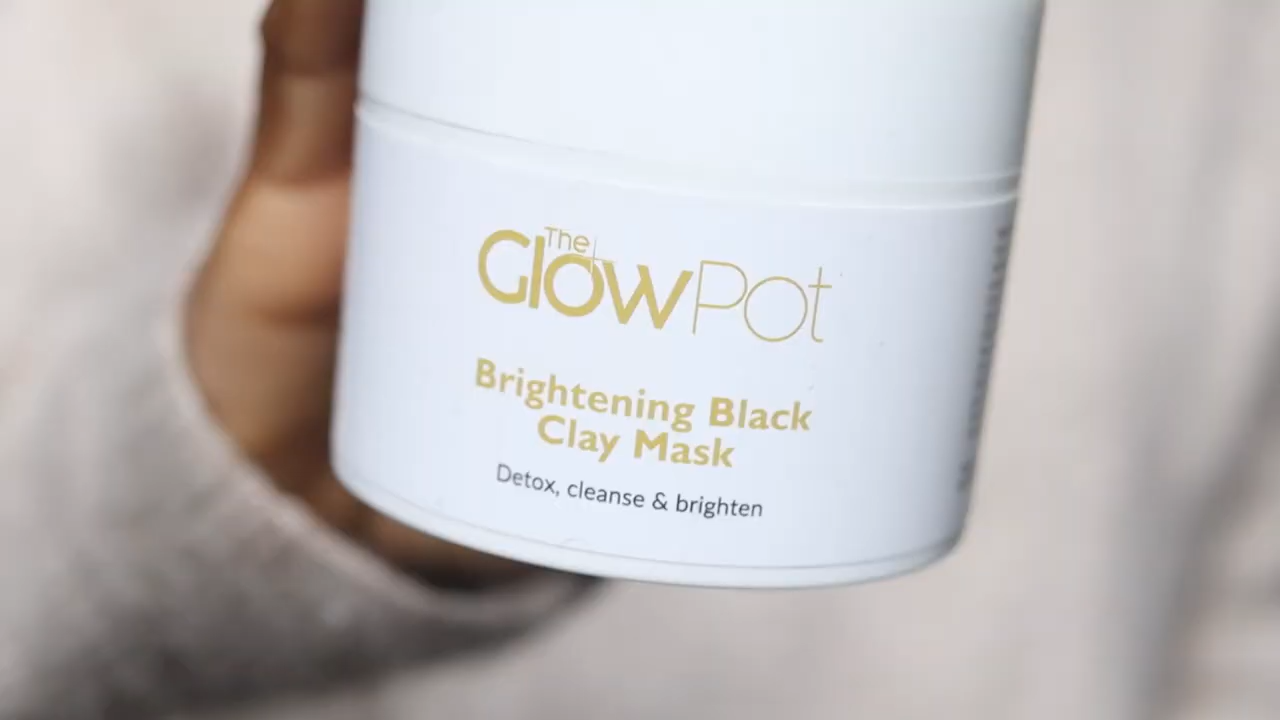 The
GlowPot
Brightening Black
Clay Mask
Detox, cleanse & brighten